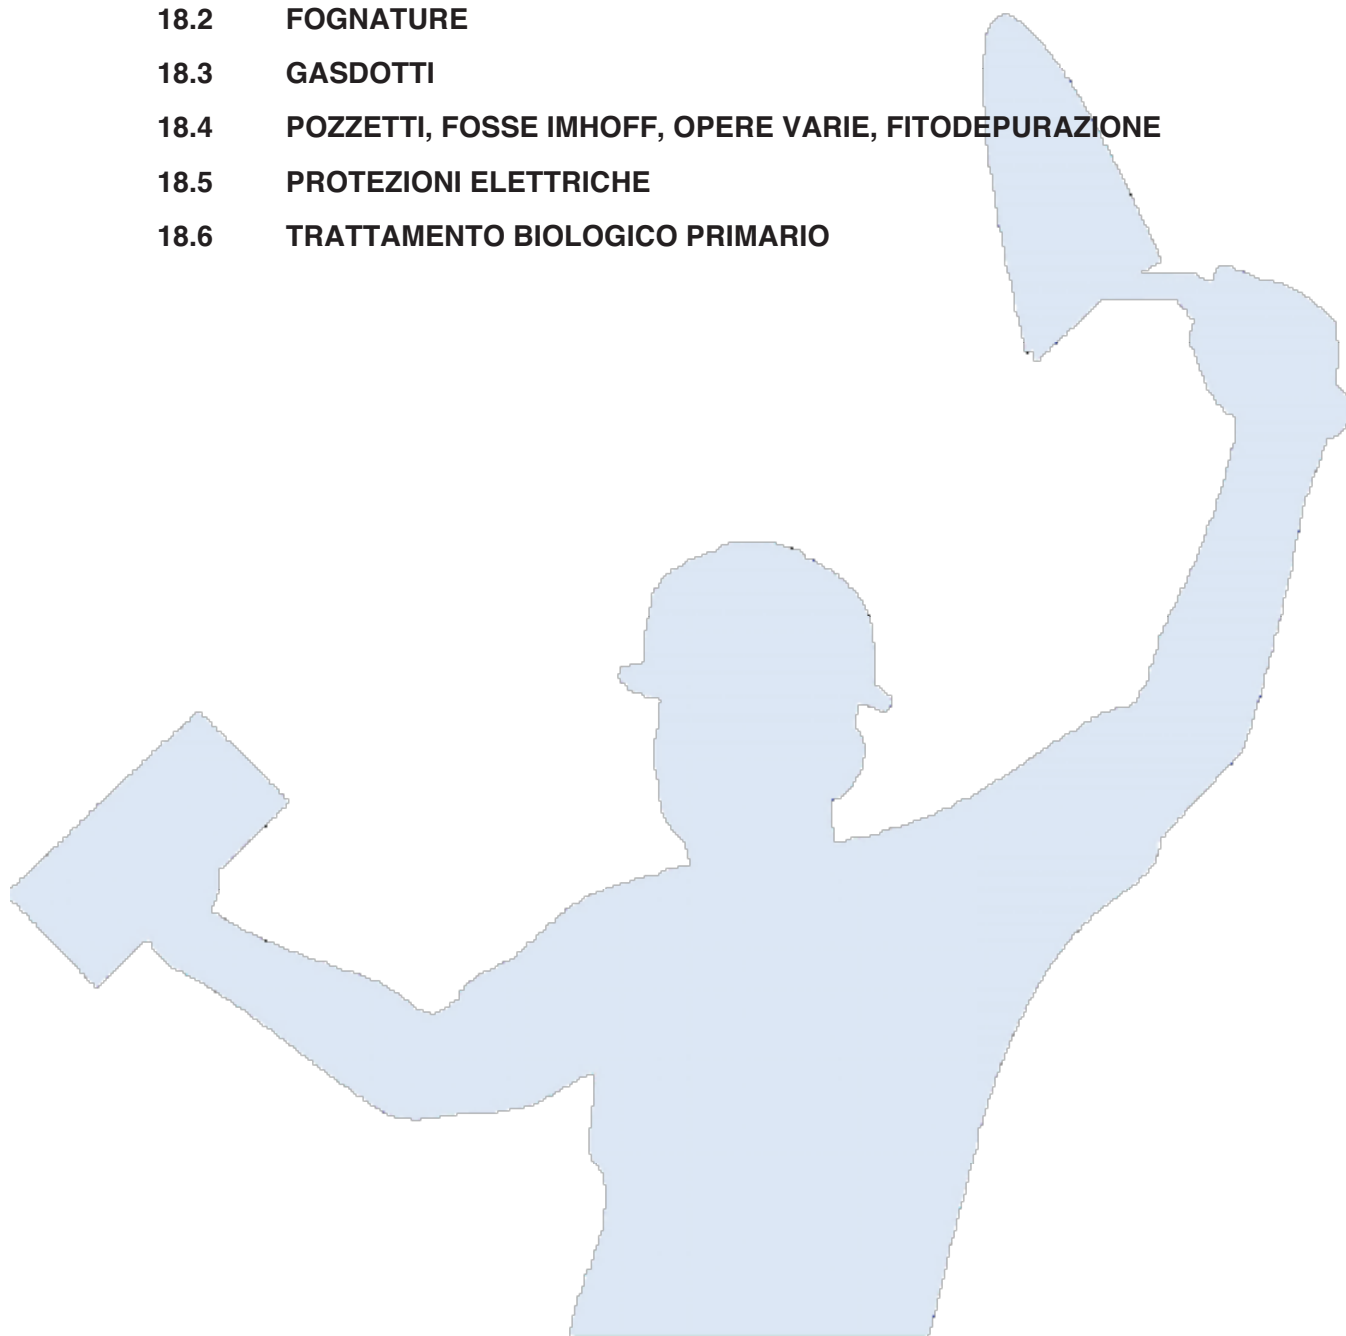 18.2 FOGNATURE
18.3 GASDOTTI
18.4 POZZETTI, FOSSE IMHOFF, OPERE VARIE, FITODEPURAZIONE
18.5 PROTEZIONI ELETTRICHE
18.6 TRATTAMENTO BIOLOGICO PRIMARIO